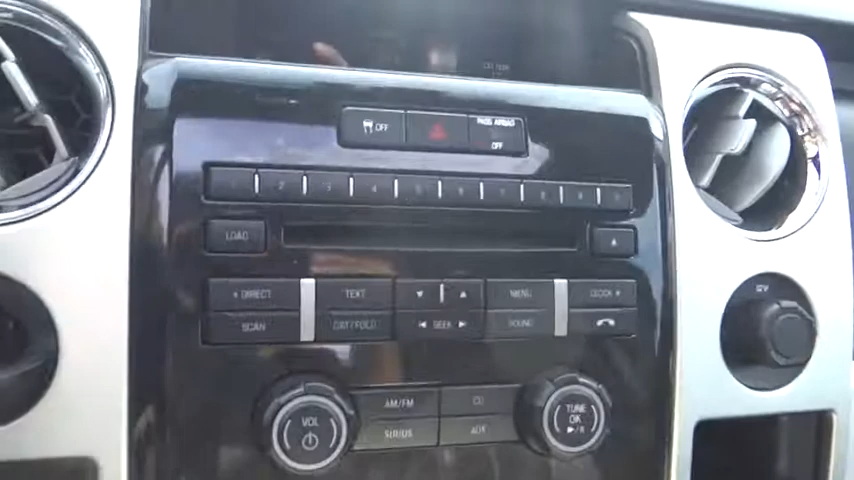 OFF
PASS AIRBAG
OFF
1 2 3 4 5 6 7 8 9 0
LOAD
DIRECT TEXT MENU CLOCK
SCAN CAT/FOLD SEEK SOUND
12V
AM/FM CD
SIRIUS AUX
VOL
TUNE
OK